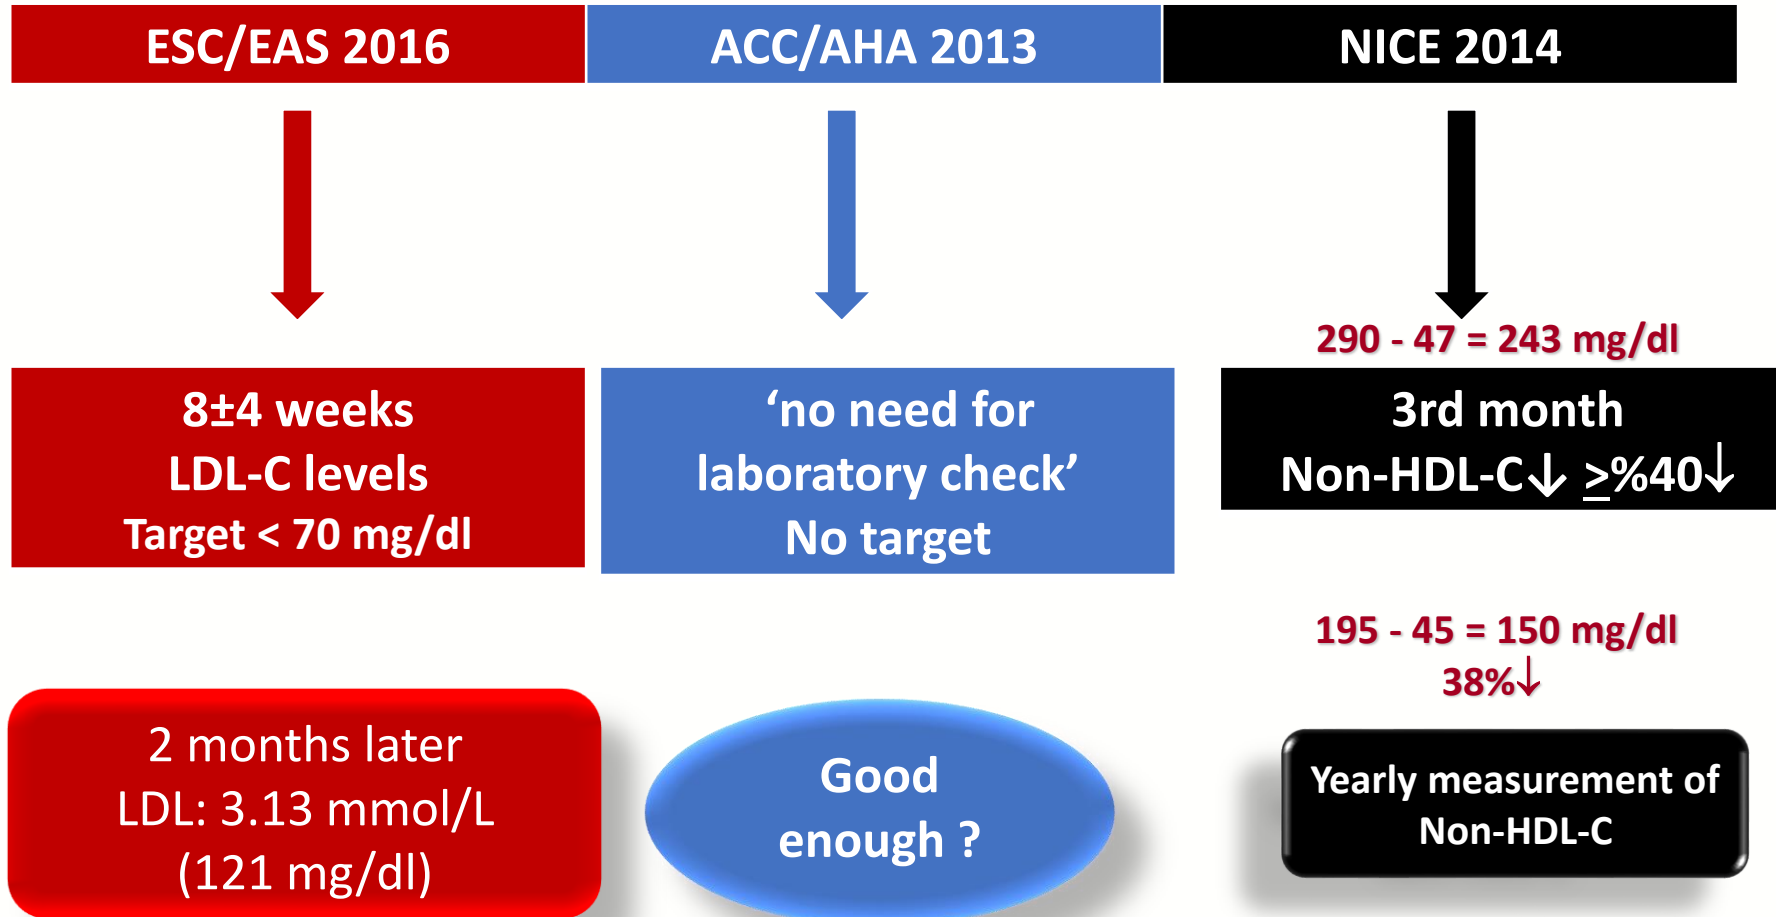 ESC/EAS 2016
ACC/AHA 2013
NICE 2014
290 - 47 = 243 mg/dl
8±4 weeks
LDL-C levels
Target < 70 mg/dl
‘no need for
laboratory check’
No target
3rd month
Non-HDL-C↓ ≥%40↓
195 - 45 = 150 mg/dl
38%↓
2 months later
LDL: 3.13 mmol/L
(121 mg/dl)
Good
enough ?
Yearly measurement of
Non-HDL-C